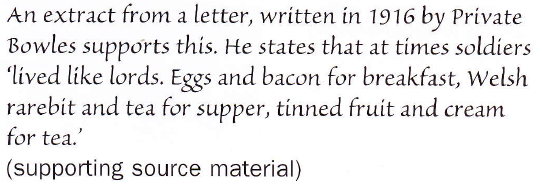 An extract from a letter, written in 1916 by Private
Bowles supports this. He states that at times soldiers
‘lived like lords. Eggs and bacon for breakfast, Welsh
rarebit and tea for supper, tinned fruit and cream
for tea.’
(supporting source material)